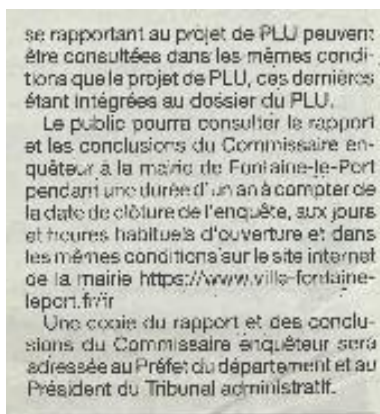 se rapportant au projet de PLU peuvent
être consultées dans les mêmes condi-
tions que le projet de PLU, ces dernières
étant intégrées au dossier du PLU.
Le public pourra consulter le rapport
et les conclusions du Commissaire en-
quêteur à la mairie de Fontaine-le-Port
pendant une durée d'un an à compter de
la date de clôture de l'enquête, aux jours
et heures habituels d'ouverture et dans
les mêmes conditions sur le site internet
de la mairie https://www.ville-fontaine-
leport.fr/fr
Une copie du rapport et des conclu-
sions du Commissaire enquêteur sera
adressée au Préfet du département et au
Président du Tribunal administratif.